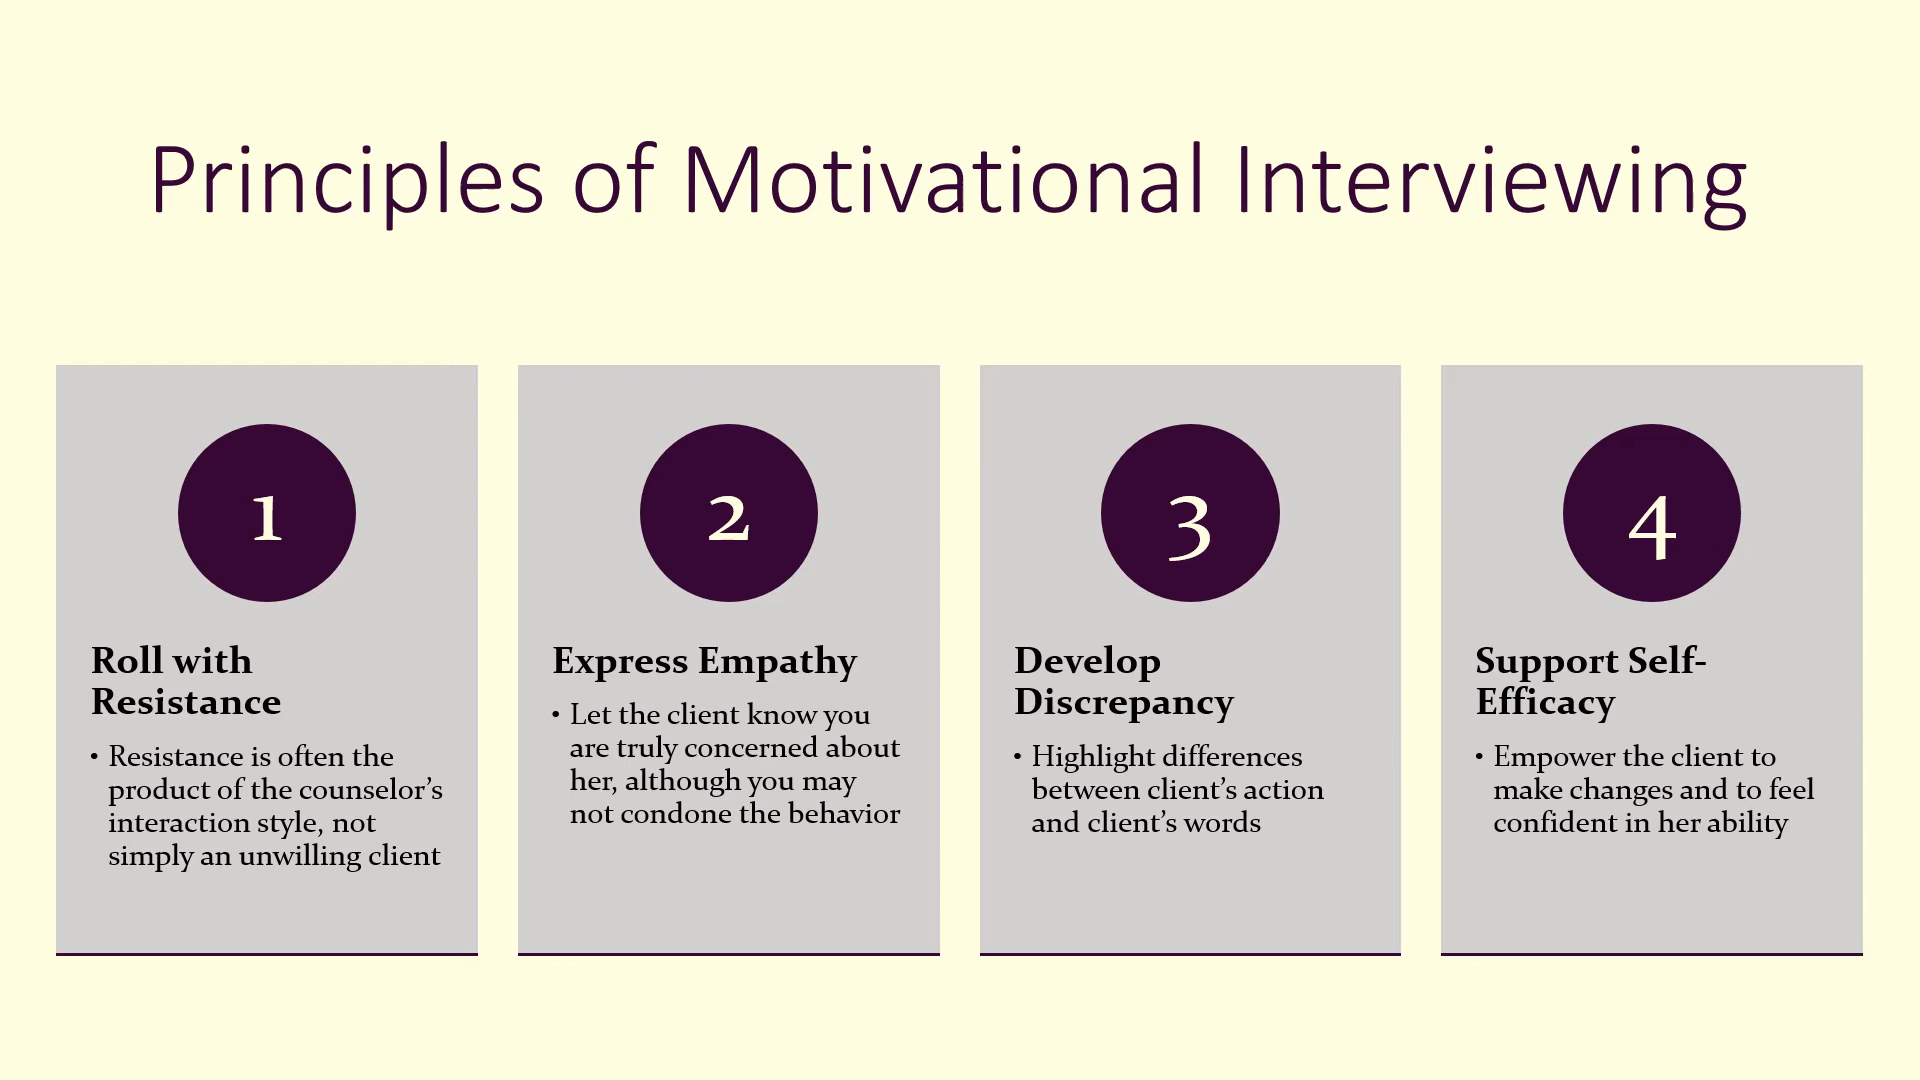 Principles of Motivational Interviewing
1
Roll with
Resistance
• Resistance is often the
product of the counselor’s
interaction style, not
simply an unwilling client
2
Express Empathy
• Let the client know you
are truly concerned about
her, although you may
not condone the behavior
3
Develop
Discrepancy
• Highlight differences
between client’s action
and client’s words
4
Support Self-
Efficacy
• Empower the client to
make changes and to feel
confident in her ability